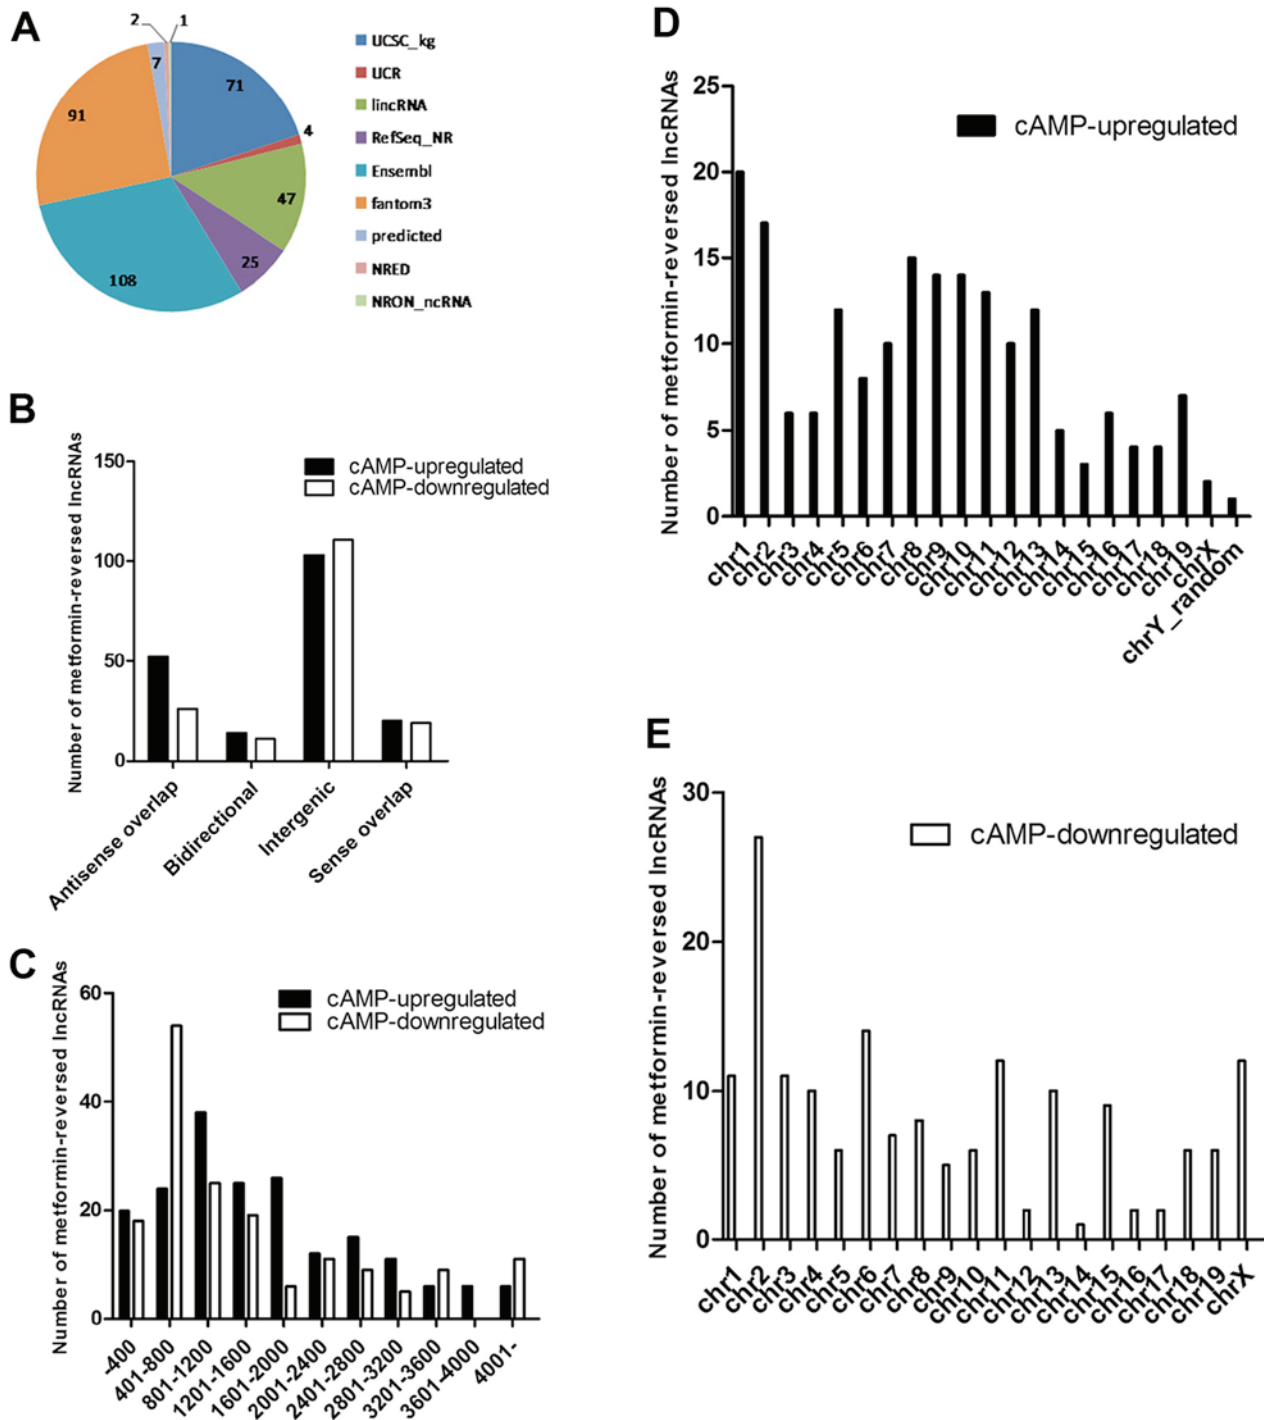 A
2
1
7
71
91
4
47
25
108
UCSC_kg
UCR
lincRNA
RefSeq_NR
Ensembl
fantom3
predicted
NRED
NRON_ncRNA
B
Number of metformin-reversed lncRNAs
150
100
50
0
cAMP-upregulated
cAMP-downregulated
Antisense overlap
Bidirectional
Intergenic
Sense overlap
C
Number of metformin-reversed lncRNAs
60
40
20
0
cAMP-upregulated
cAMP-downregulated
-400
401-800
801-1200
1201-1600
1601-2000
2001-2400
2401-2800
2801-3200
3201-3600
3601-4000
4001-
D
Number of metformin-reversed lncRNAs
25
20
15
10
5
0
cAMP-upregulated
chr1
chr2
chr3
chr4
chr5
chr6
chr7
chr8
chr9
chr10
chr11
chr12
chr13
chr14
chr15
chr16
chr17
chr18
chr19
chrX
chrY_random
E
Number of metformin-reversed lncRNAs
30
20
10
0
cAMP-downregulated
chr1
chr2
chr3
chr4
chr5
chr6
chr7
chr8
chr9
chr10
chr11
chr12
chr13
chr14
chr15
chr16
chr17
chr18
chr19
chrX